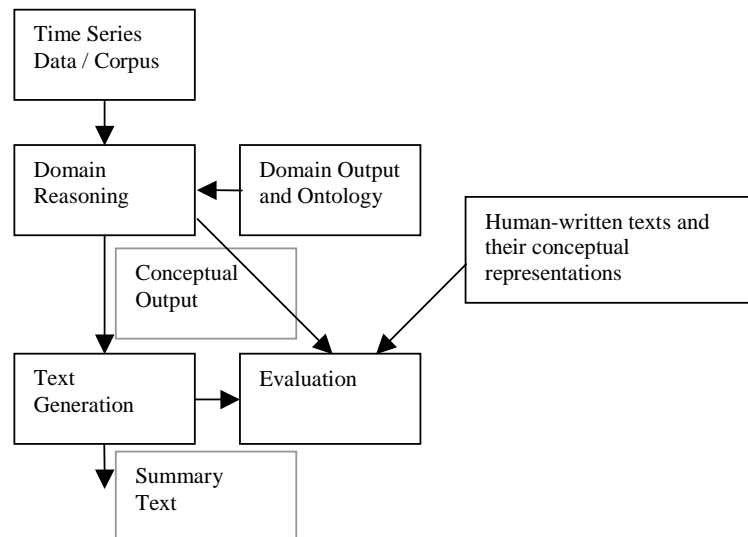 Time Series
Data / Corpus
Domain
Reasoning
Domain Output
and Ontology
Human-written texts and
their conceptual
representations
Conceptual
Output
Text
Generation
Evaluation
Summary
Text